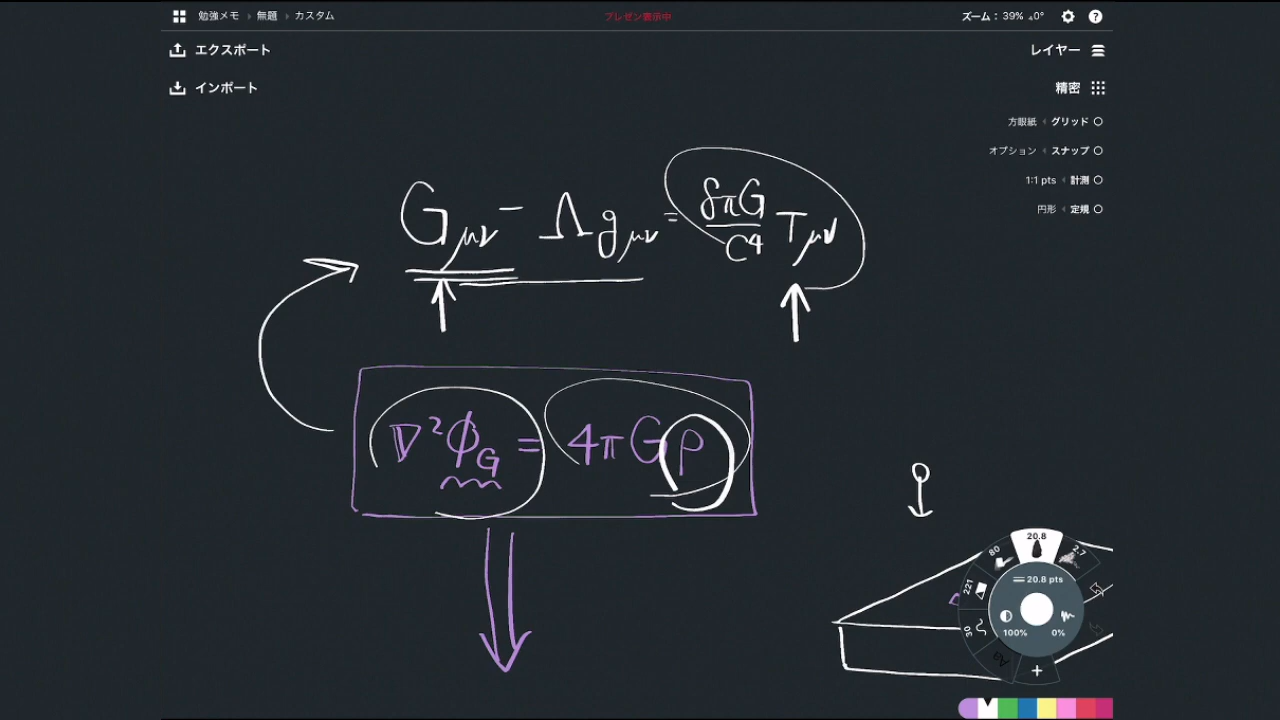 勉強メモ 無題 カスタム プレゼン表示中 ズーム：39% ⊿0° ?
エクスポート レイヤー
インポート 精密
方眼紙 グリッド
オプション スナップ
1:1 pts 計測
円形 定規
Gμν - Λgμν = 8πG/C⁴ Tμν
∇²φG = 4πGρ
20.8
80 2.7
20.8 pts
221
30
100% 0%
+